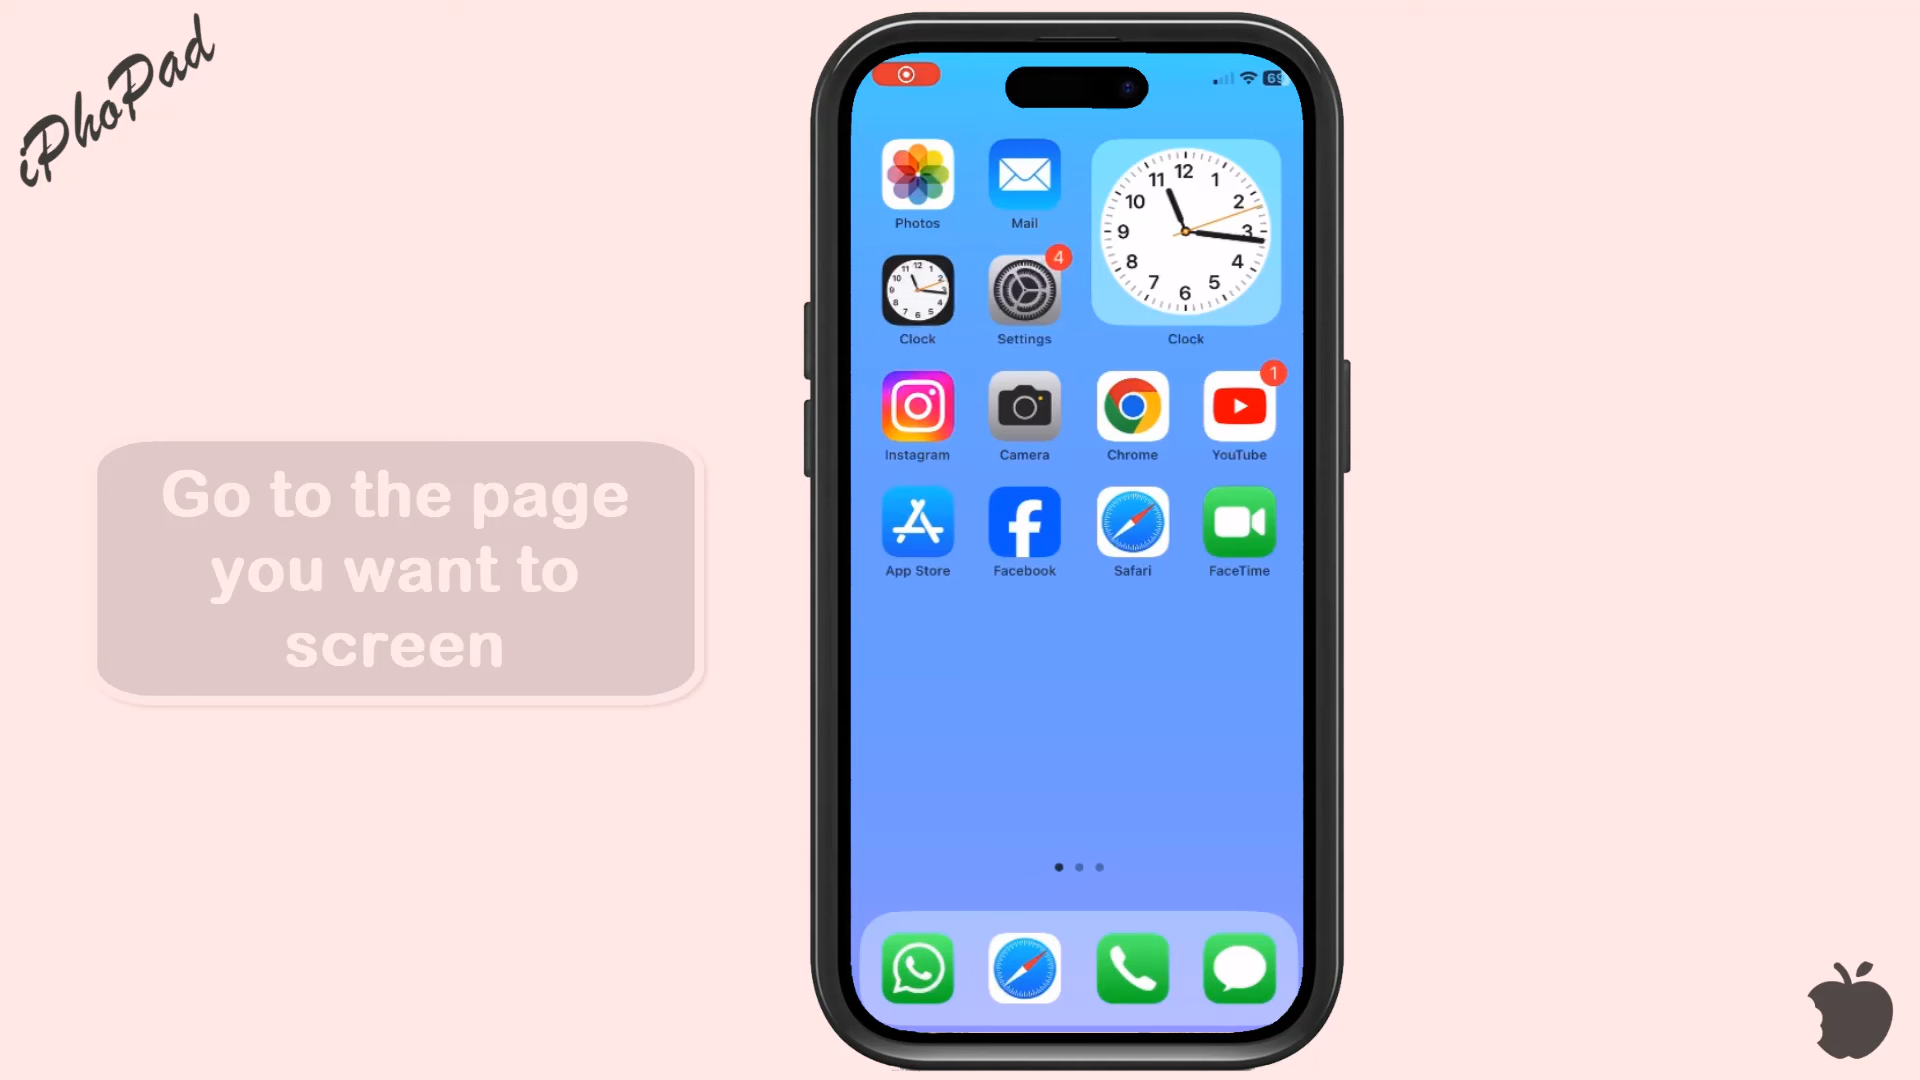 iPhoPad
69
Photos
Mail
12
11
1
10
2
9
3
8
4
7
5
6
4
Clock
Settings
Clock
1
Instagram
Camera
Chrome
YouTube
Go to the page
you want to
screen
App Store
Facebook
Safari
FaceTime